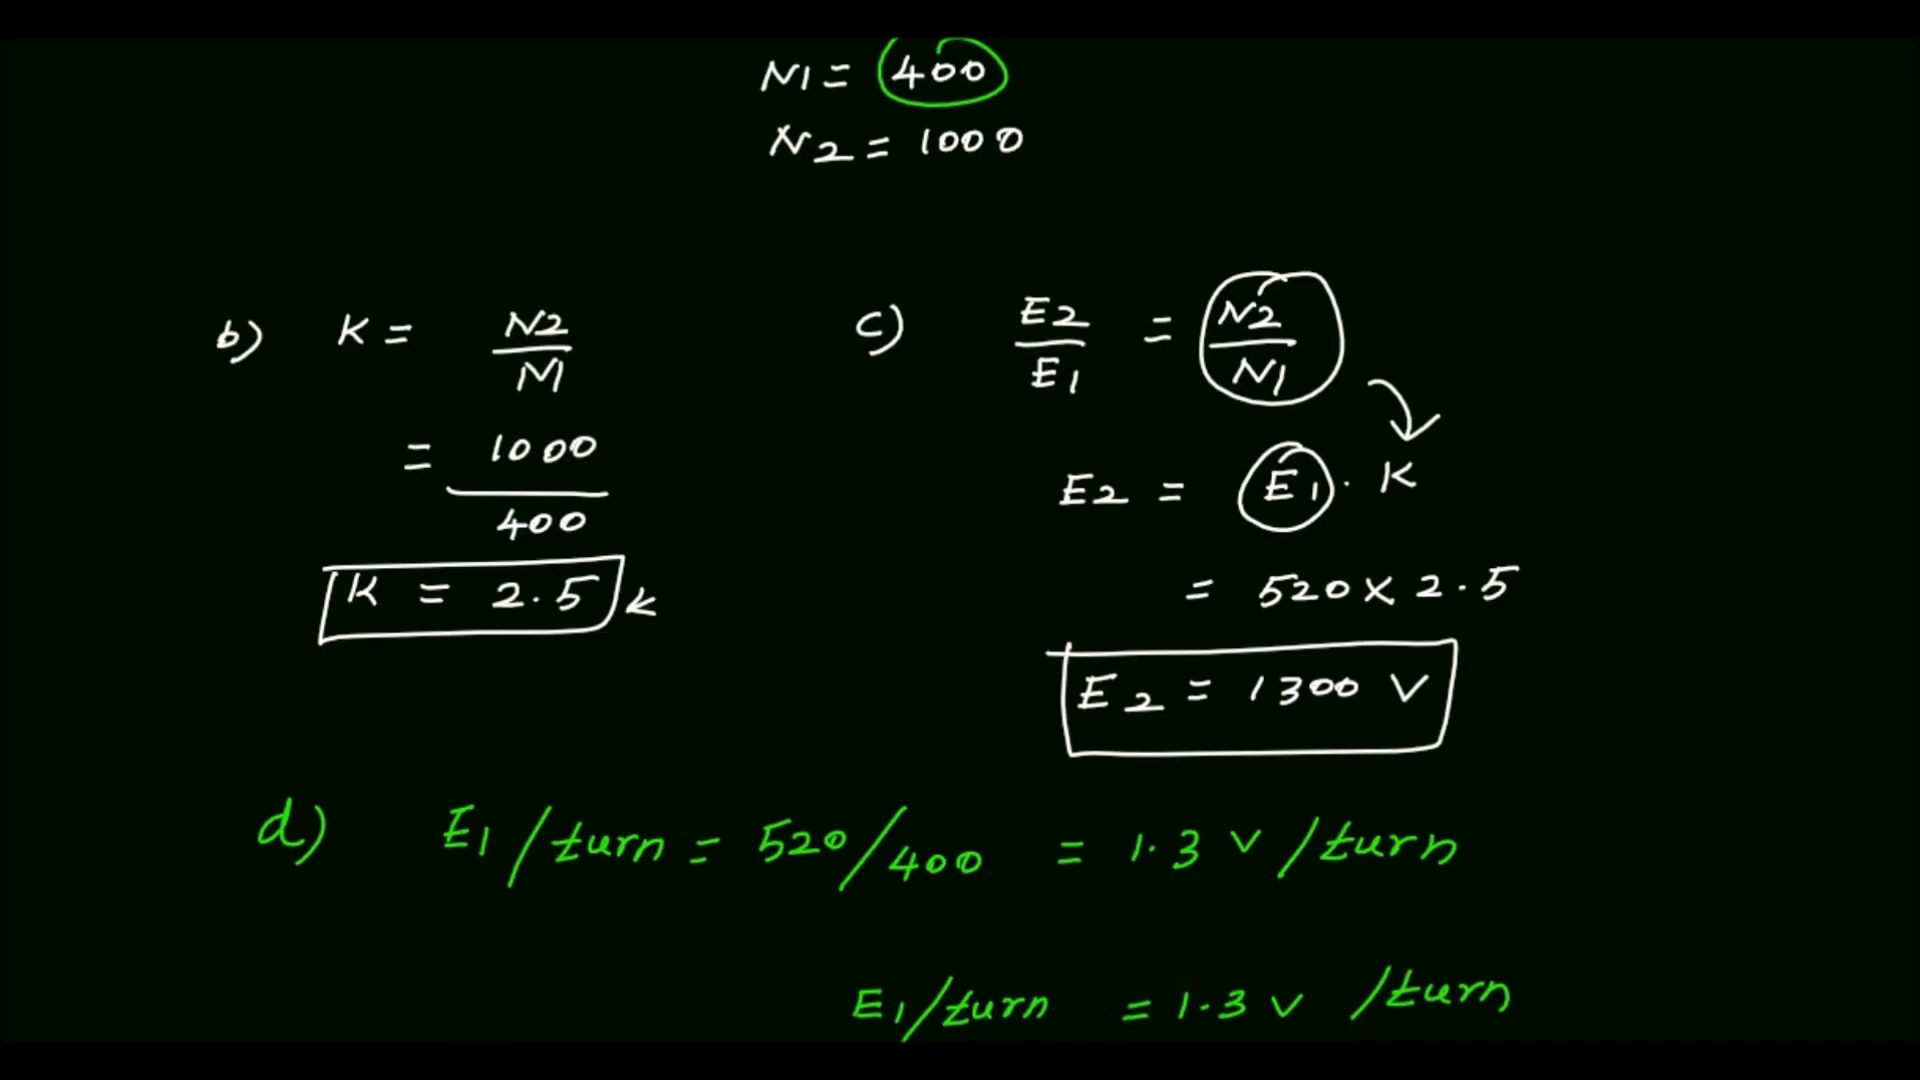 N1 = 400
N2 = 1000
b) K = N2/N1
= 1000/400
K = 2.5
c) E2/E1 = N2/N1
E2 = E1 · K
= 520 x 2.5
E2 = 1300 V
d) E1/turn = 520/400 = 1.3 V/turn
E1/turn = 1.3 V/turn